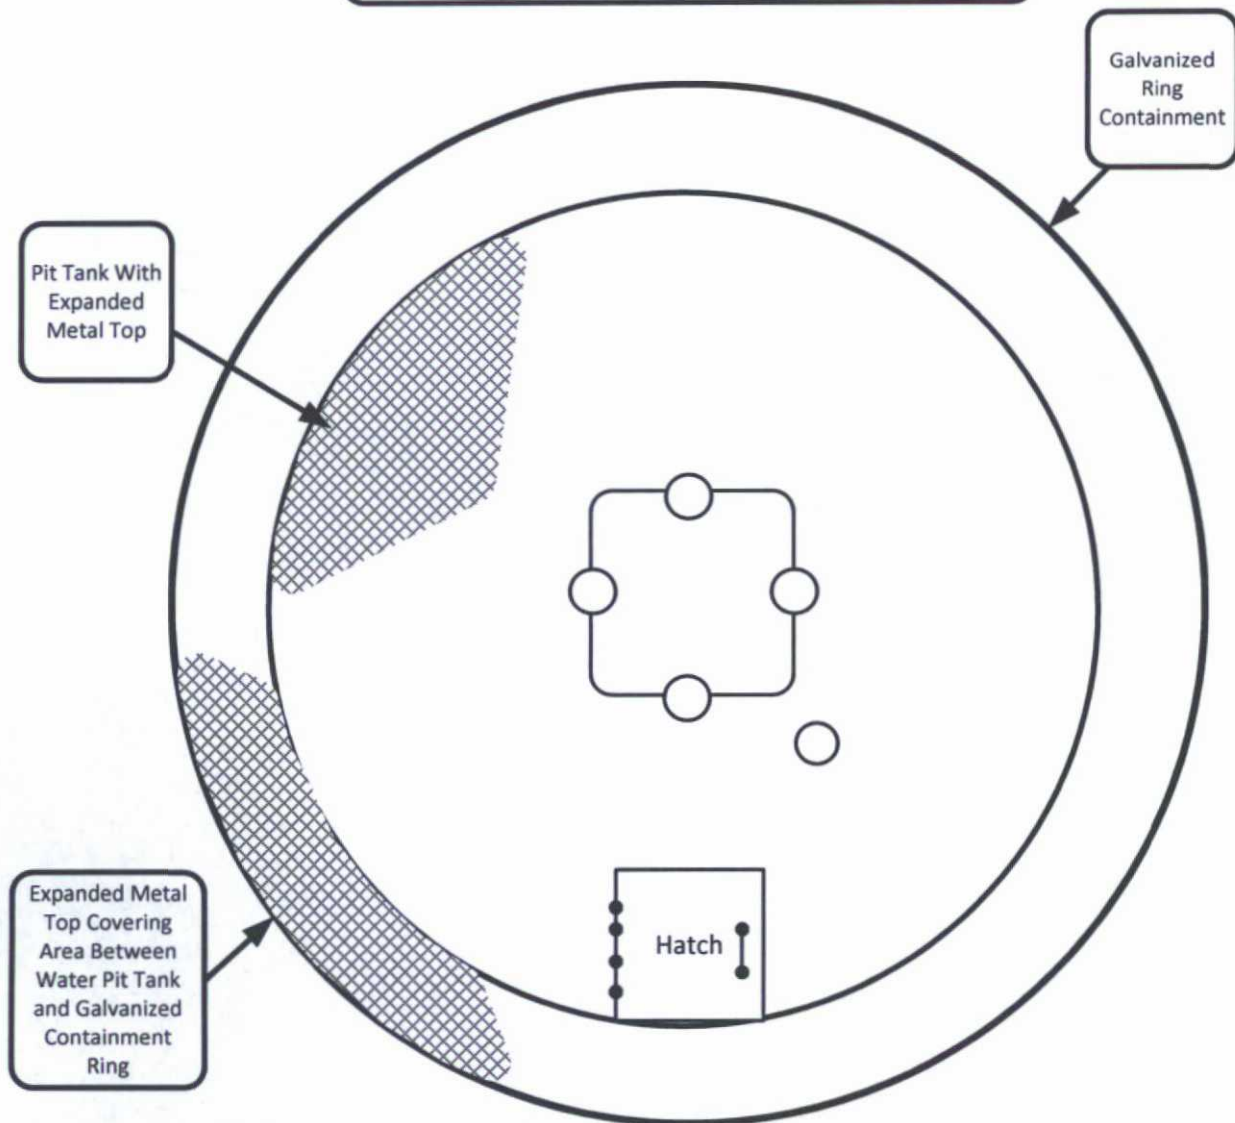 Galvanized
Ring
Containment
Pit Tank With
Expanded
Metal Top
Expanded Metal
Top Covering
Area Between
Water Pit Tank
and Galvanized
Containment
Ring
Hatch